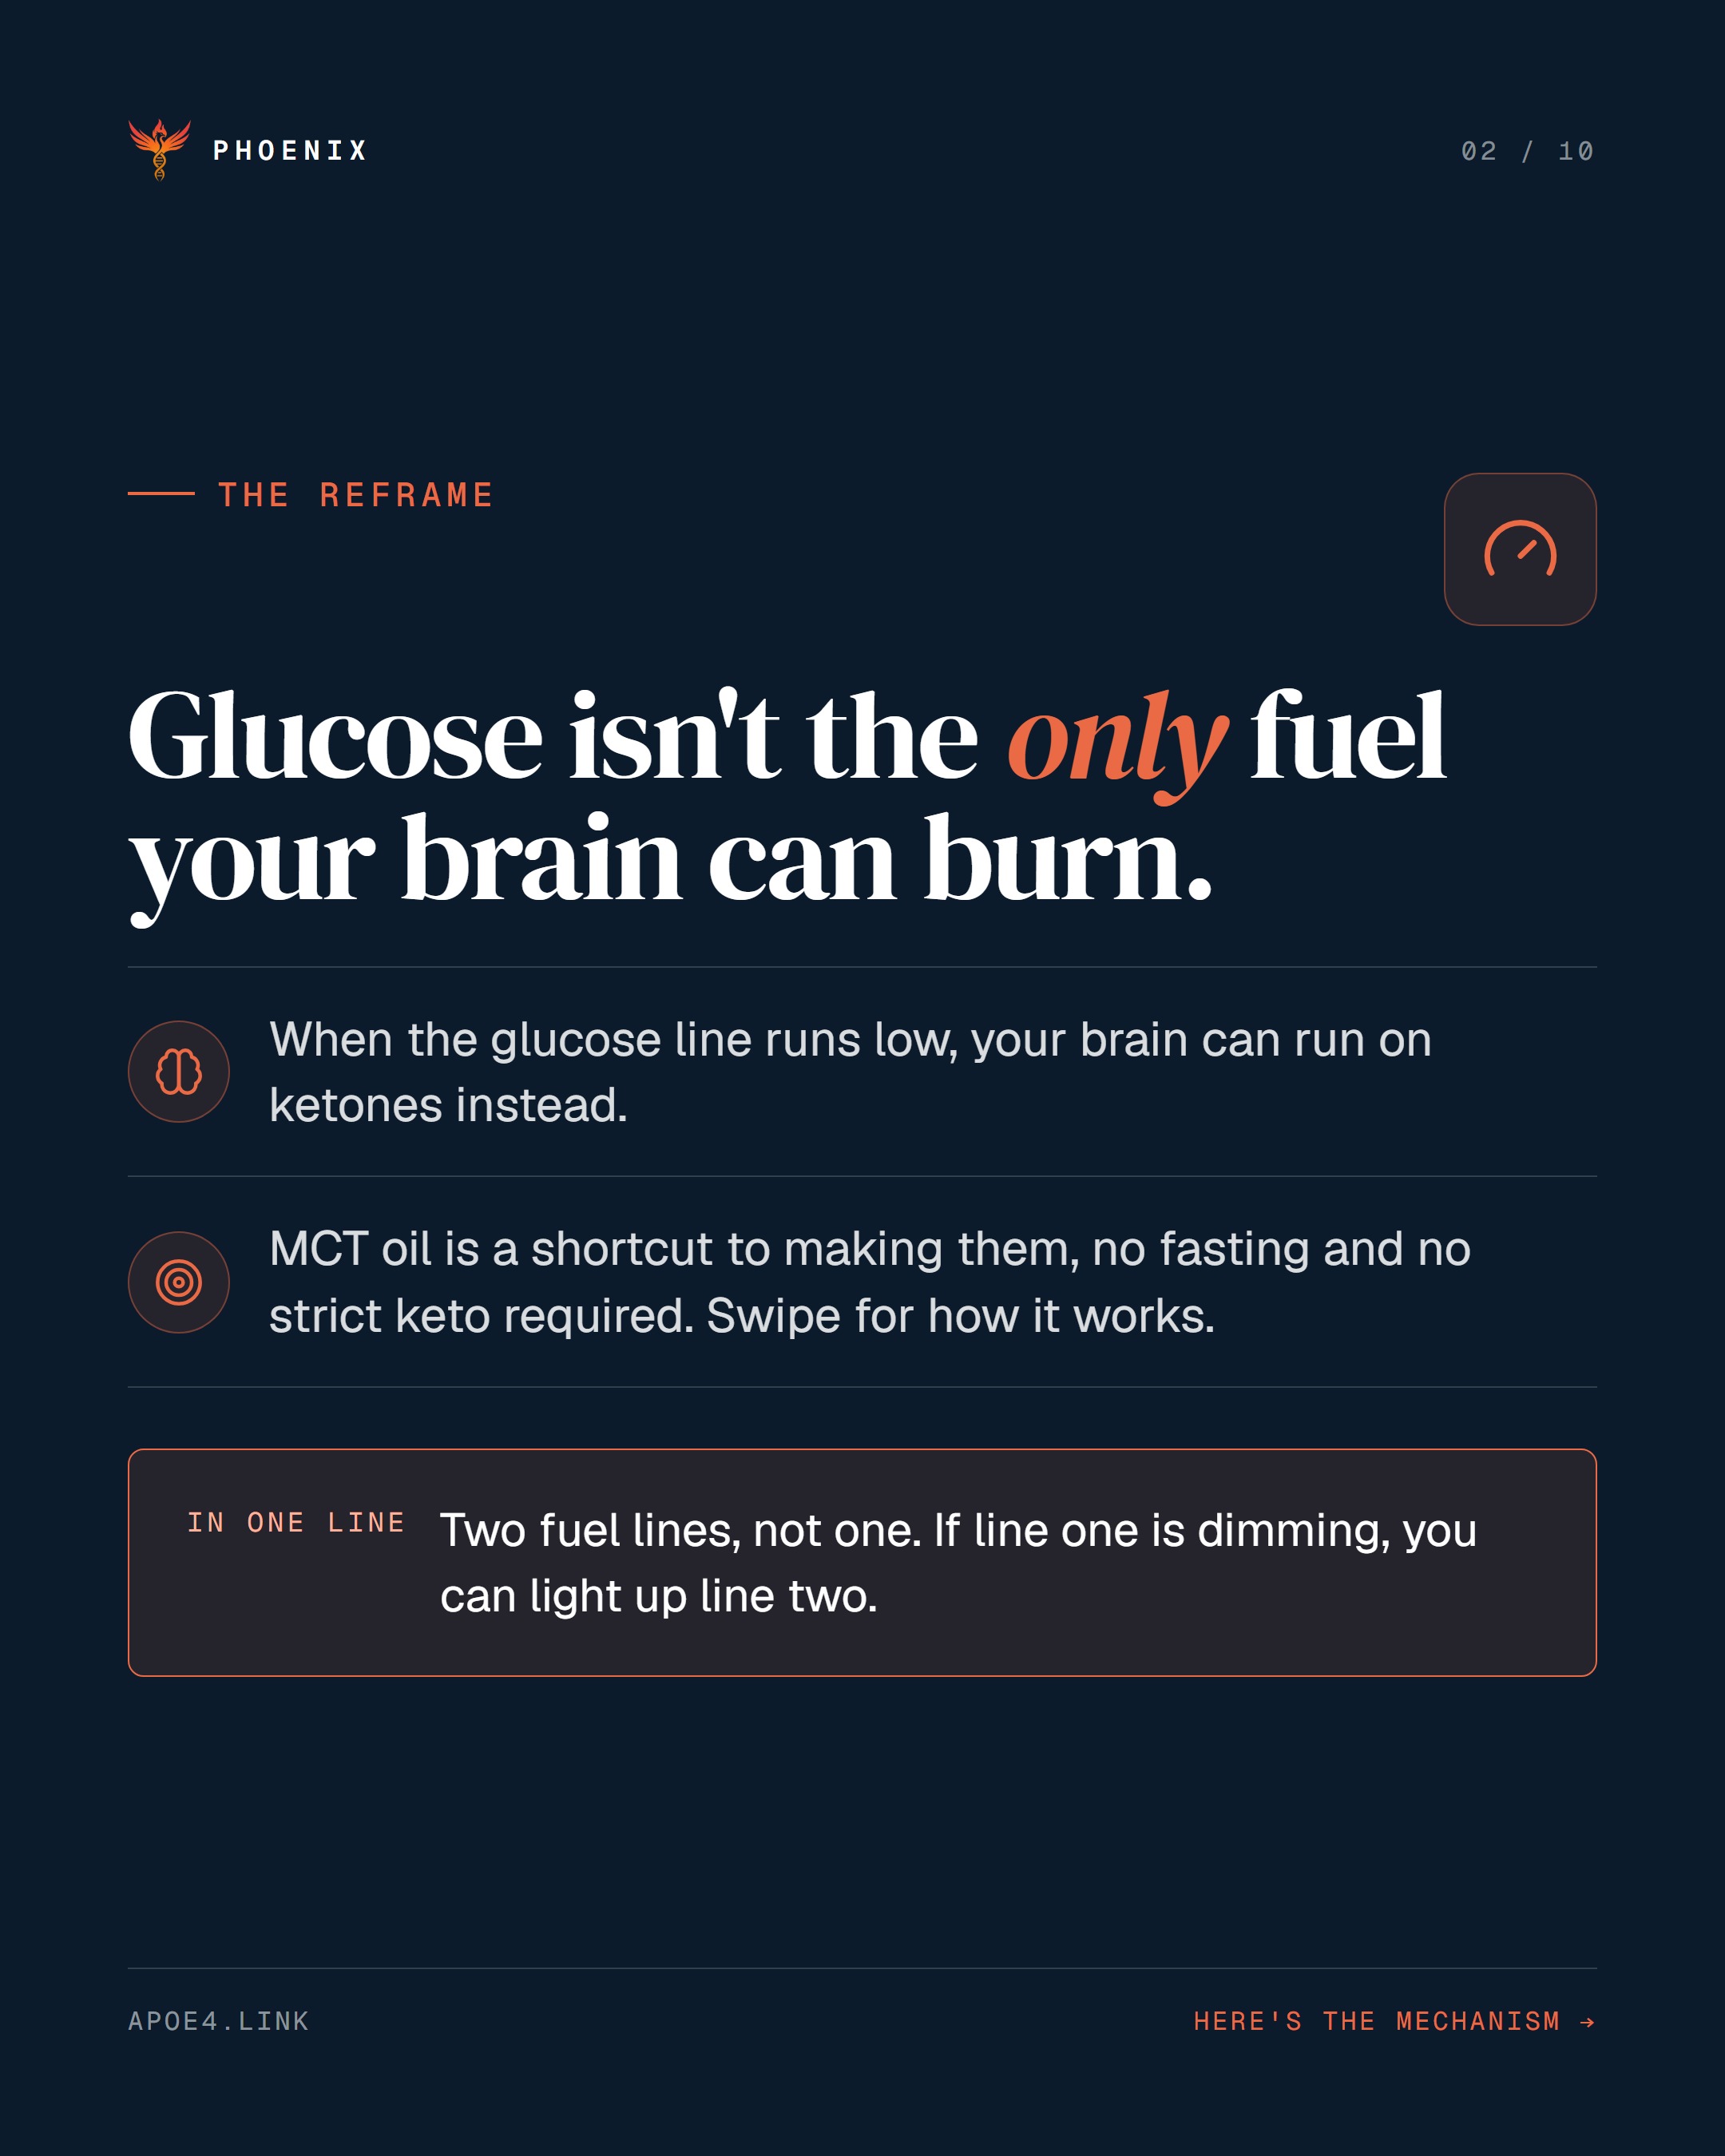 PHOENIX
02 / 10
THE REFRAME
Glucose isn't the only fuel
your brain can burn.
When the glucose line runs low, your brain can run on
ketones instead.
MCT oil is a shortcut to making them, no fasting and no
strict keto required. Swipe for how it works.
IN ONE LINE
Two fuel lines, not one. If line one is dimming, you
can light up line two.
APOE4.LINK
HERE'S THE MECHANISM →